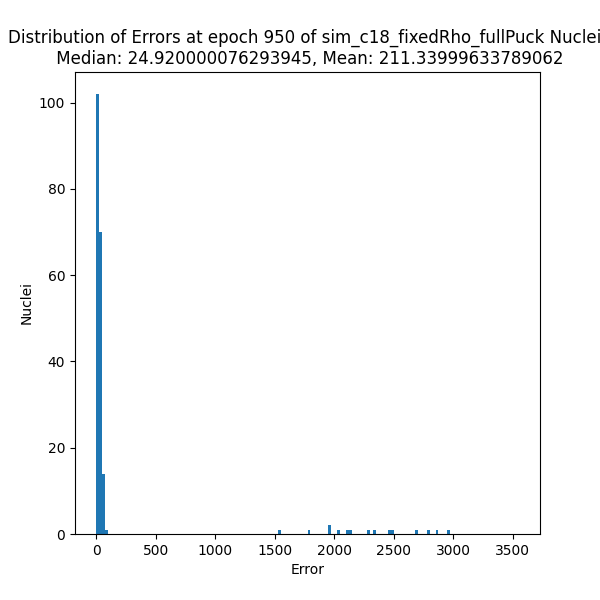 Distribution of Errors at epoch 950 of sim_c18_fixedRho_fullPuck Nuclei
Median: 24.920000076293945, Mean: 211.33999633789062
100
80
60
40
20
0
Nuclei
0 500 1000 1500 2000 2500 3000 3500
Error